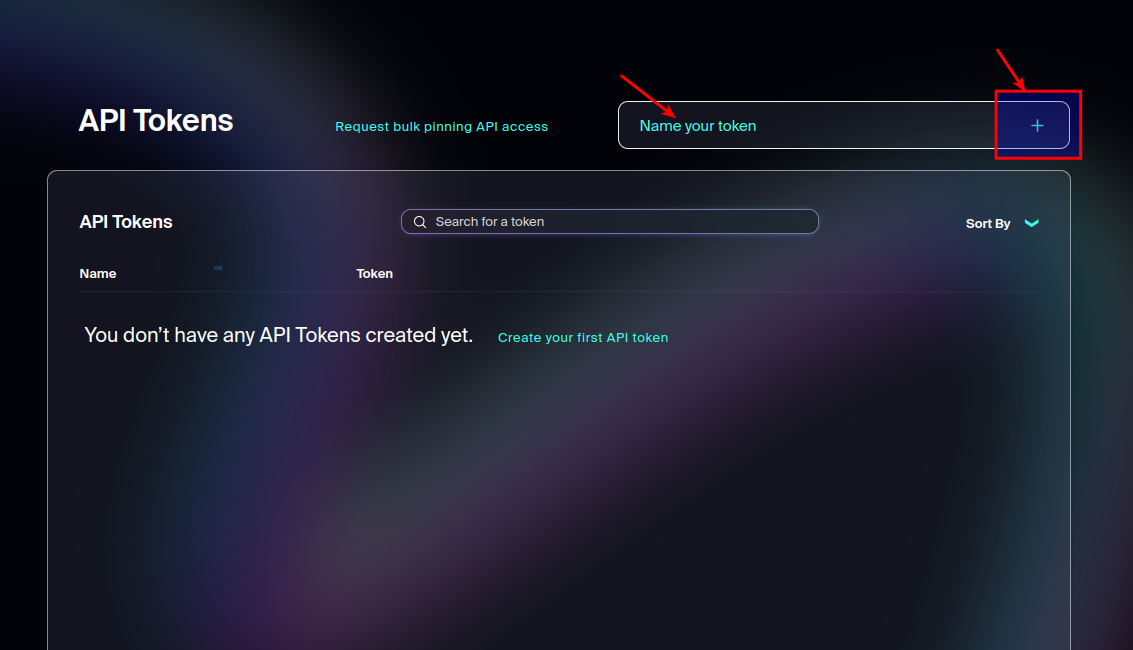 API Tokens
Request bulk pinning API access
Name your token
+
API Tokens
Search for a token
Sort By
Name
Token
You don’t have any API Tokens created yet.
Create your first API token